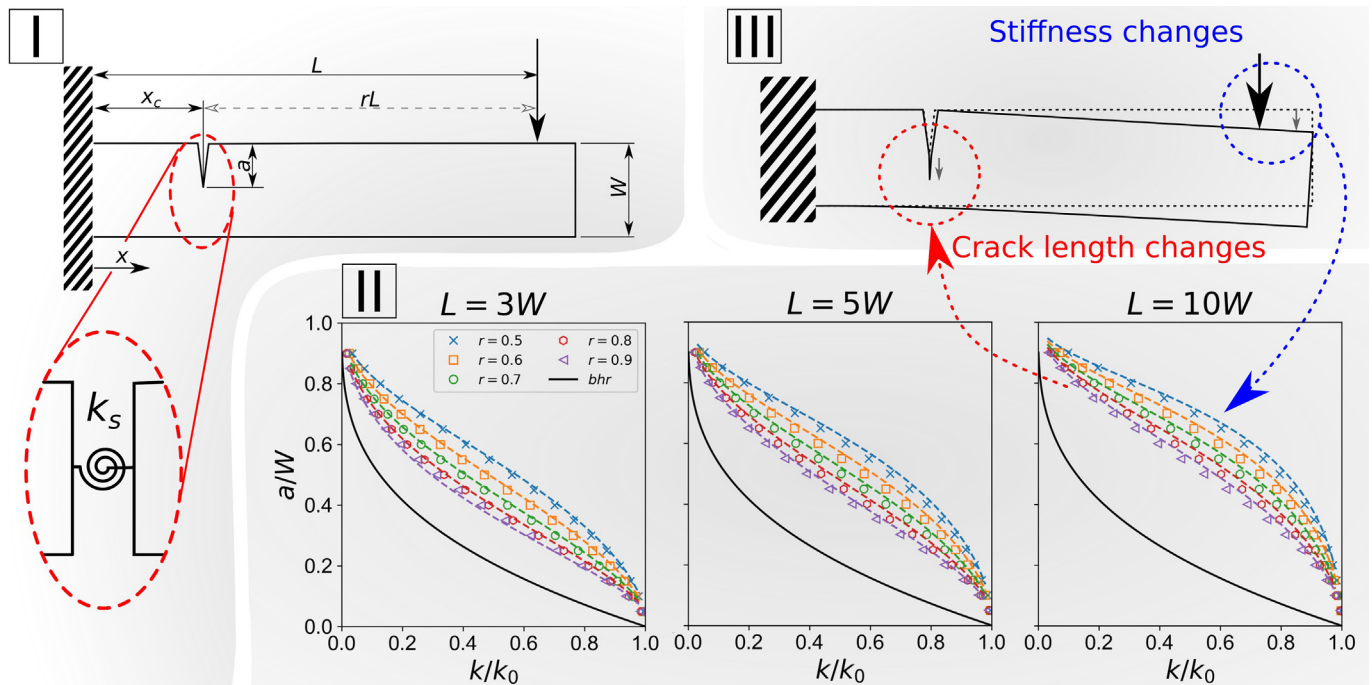 I
L
x_c
rL
a
W
x
k_s
III
Stiffness changes
Crack length changes
II
L = 3W
L = 5W
L = 10W
r = 0.5
r = 0.6
r = 0.7
r = 0.8
r = 0.9
bhr
a/W
1.0
0.8
0.6
0.4
0.2
0.0
0.0 0.2 0.4 0.6 0.8 1.0
0.0 0.2 0.4 0.6 0.8 1.0
0.0 0.2 0.4 0.6 0.8 1.0
k/k_0
k/k_0
k/k_0